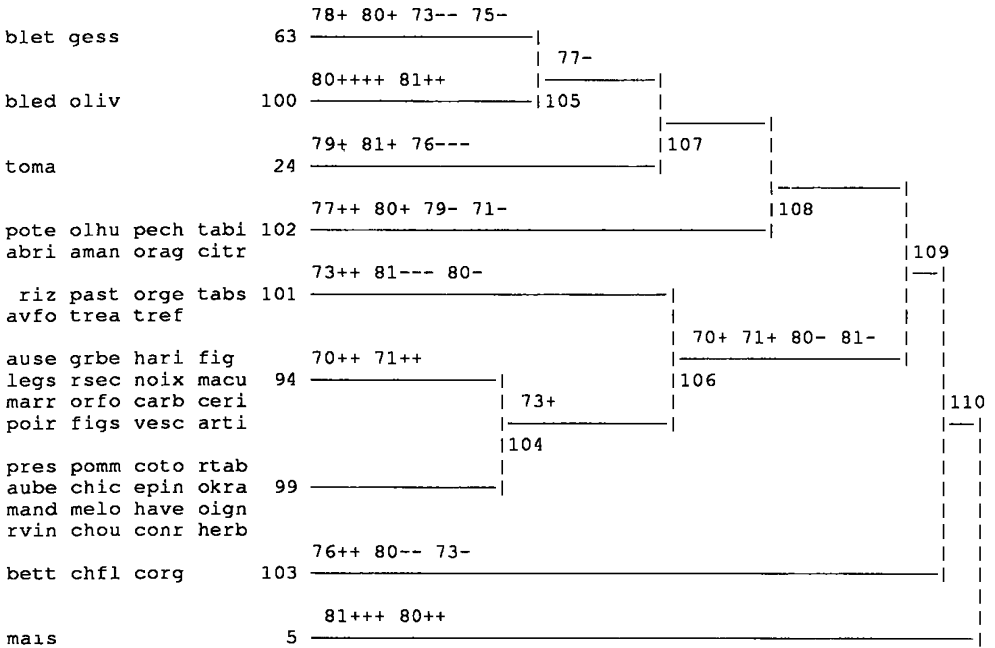 78+ 80+ 73-- 75-
blet gess 63
77-
80++++ 81++
bled oliv 100 105
79+ 81+ 76--- 107
toma 24
77++ 80+ 79- 71- 108
pote olhu pech tabi 102
abri aman orag citr 109
73++ 81--- 80-
riz past orge tabs 101
avfo trea tref
70+ 71+ 80- 81-
ause grbe hari fig 70++ 71++
legs rsec noix macu 94 106
marr orfo carb ceri 73+ 110
poir figs vesc arti
104
pres pomm coto rtab
aube chic epin okra 99
mand melo have oign
rvin chou conr herb
76++ 80-- 73-
bett chfl corg 103
81+++ 80++
mais 5